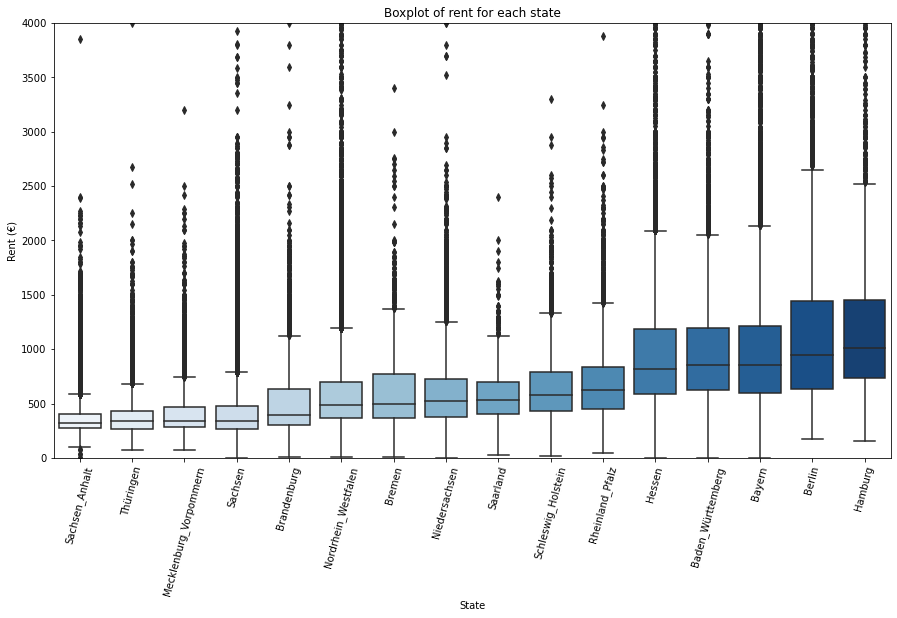 Boxplot of rent for each state
4000
3500
3000
2500
2000
1500
1000
500
0
Rent (€)
Sachsen_Anhalt
Thüringen
Mecklenburg_Vorpommern
Sachsen
Brandenburg
Nordrhein_Westfalen
Bremen
Niedersachsen
Saarland
Schleswig_Holstein
Rheinland_Pfalz
Hessen
Baden_Württemberg
Bayern
Berlin
Hamburg
State